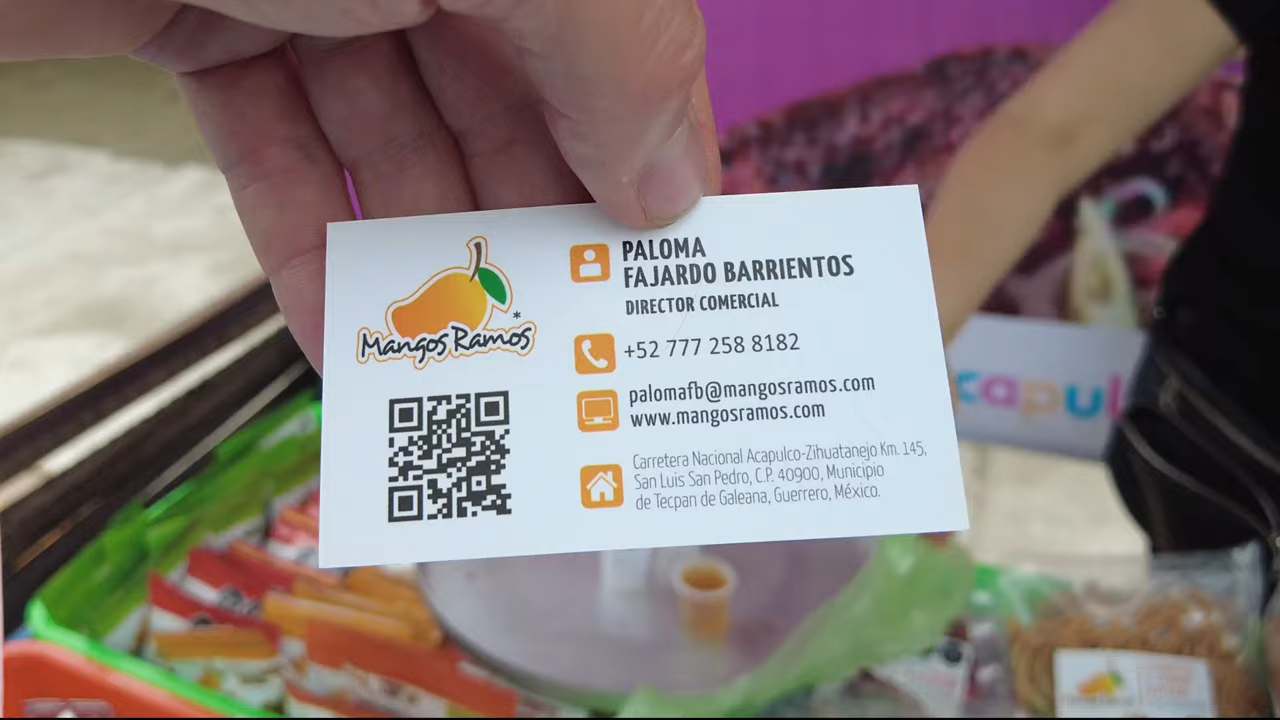 Mangos Ramos*
PALOMA
FAJARDO BARRIENTOS
DIRECTOR COMERCIAL
+52 777 258 8182
palomafb@mangosramos.com
www.mangosramos.com
Carretera Nacional Acapulco-Zihuatanejo Km. 145,
San Luis San Pedro, C.P. 40900, Municipio
de Tecpan de Galeana, Guerrero, México.
capul